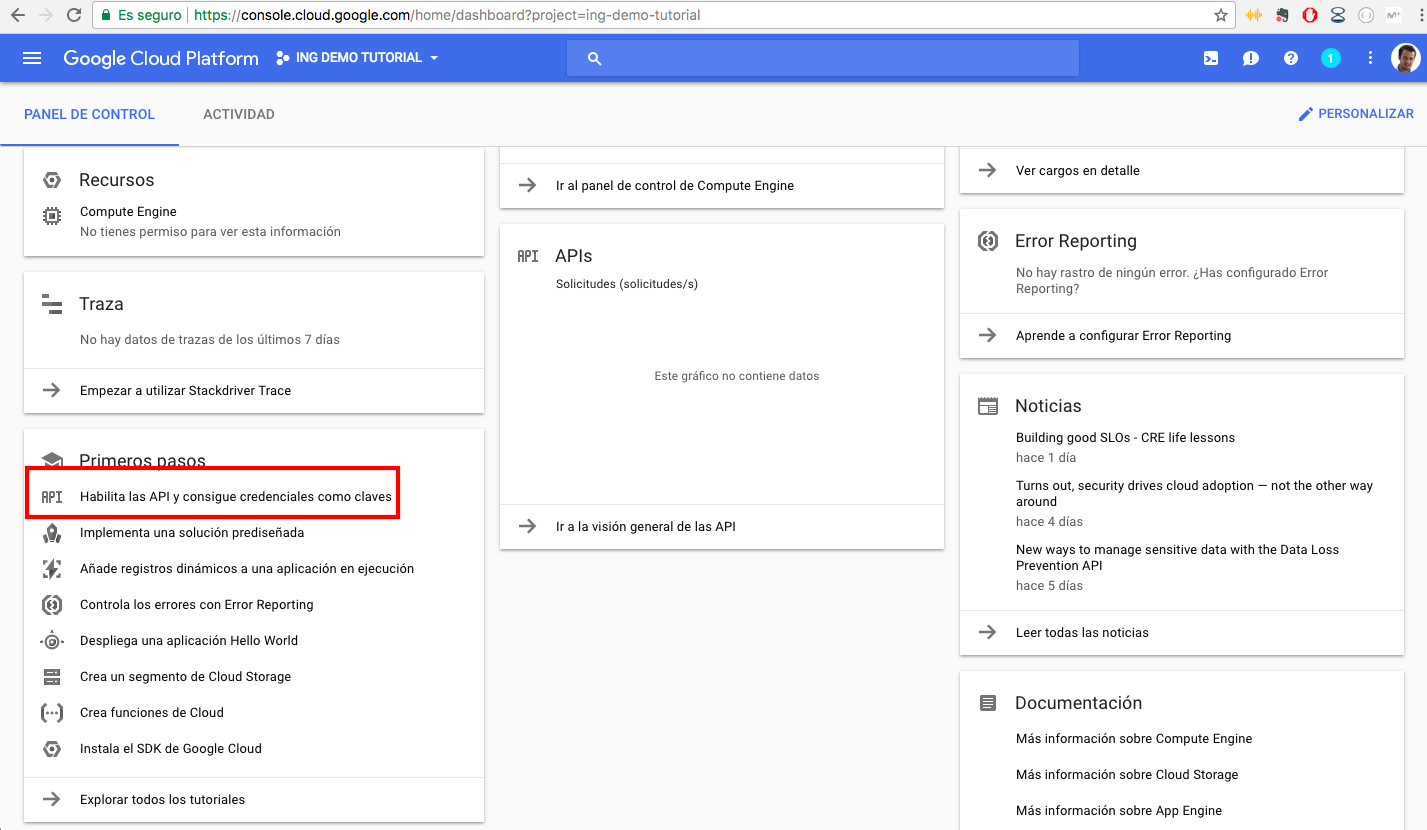 Es seguro
https://console.cloud.google.com/home/dashboard?project=ing-demo-tutorial
Google Cloud Platform
ING DEMO TUTORIAL
1
PANEL DE CONTROL
ACTIVIDAD
PERSONALIZAR
Recursos
Compute Engine
No tienes permiso para ver esta información
Traza
No hay datos de trazas de los últimos 7 días
Empezar a utilizar Stackdriver Trace
Primeros pasos
API Habilita las API y consigue credenciales como claves
Implementa una solución prediseñada
Añade registros dinámicos a una aplicación en ejecución
Controla los errores con Error Reporting
Despliega una aplicación Hello World
Crea un segmento de Cloud Storage
Crea funciones de Cloud
Instala el SDK de Google Cloud
Explorar todos los tutoriales
Ir al panel de control de Compute Engine
API APIs
Solicitudes (solicitudes/s)
Este gráfico no contiene datos
Ir a la visión general de las API
Ver cargos en detalle
Error Reporting
No hay rastro de ningún error. ¿Has configurado Error
Reporting?
Aprende a configurar Error Reporting
Noticias
Building good SLOs - CRE life lessons
hace 1 día
Turns out, security drives cloud adoption — not the other way
around
hace 4 días
New ways to manage sensitive data with the Data Loss
Prevention API
hace 5 días
Leer todas las noticias
Documentación
Más información sobre Compute Engine
Más información sobre Cloud Storage
Más información sobre App Engine